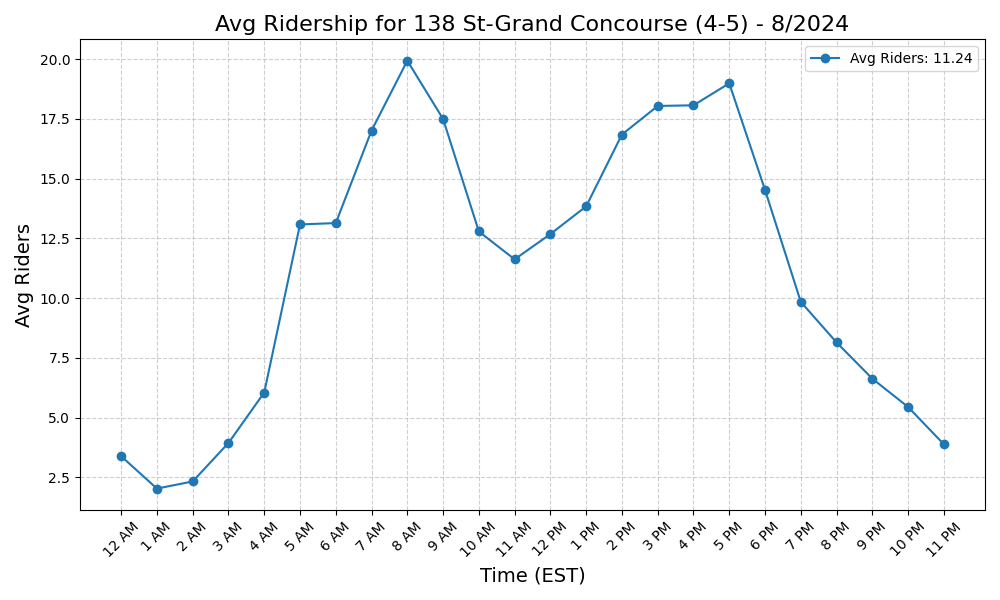 Avg Ridership for 138 St-Grand Concourse (4-5) - 8/2024
Avg Riders: 11.24
Avg Riders
20.0
17.5
15.0
12.5
10.0
7.5
5.0
2.5
12 AM
1 AM
2 AM
3 AM
4 AM
5 AM
6 AM
7 AM
8 AM
9 AM
10 AM
11 AM
12 PM
1 PM
2 PM
3 PM
4 PM
5 PM
6 PM
7 PM
8 PM
9 PM
10 PM
11 PM
Time (EST)